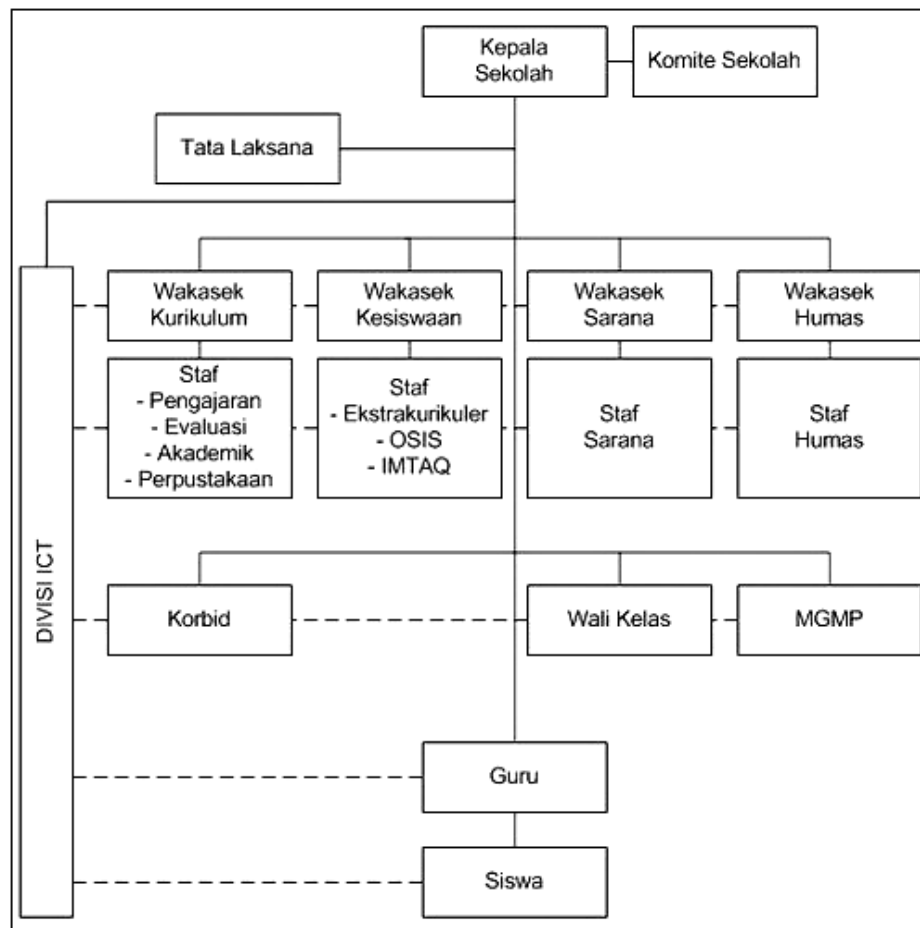 Kepala
Sekolah
Komite Sekolah
Tata Laksana
Wakasek
Kurikulum
Wakasek
Kesiswaan
Wakasek
Sarana
Wakasek
Humas
Staf
- Pengajaran
- Evaluasi
- Akademik
- Perpustakaan
Staf
- Ekstrakurikuler
- OSIS
- IMTAQ
Staf
Sarana
Staf
Humas
DIVISI ICT
Korbid
Wali Kelas
MGMP
Guru
Siswa